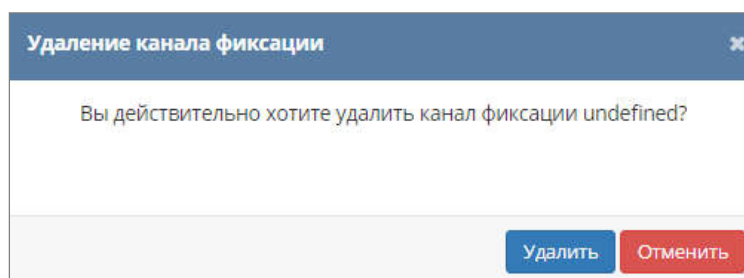 Удаление канала фиксации
Вы действительно хотите удалить канал фиксации undefined?
Удалить Отменить